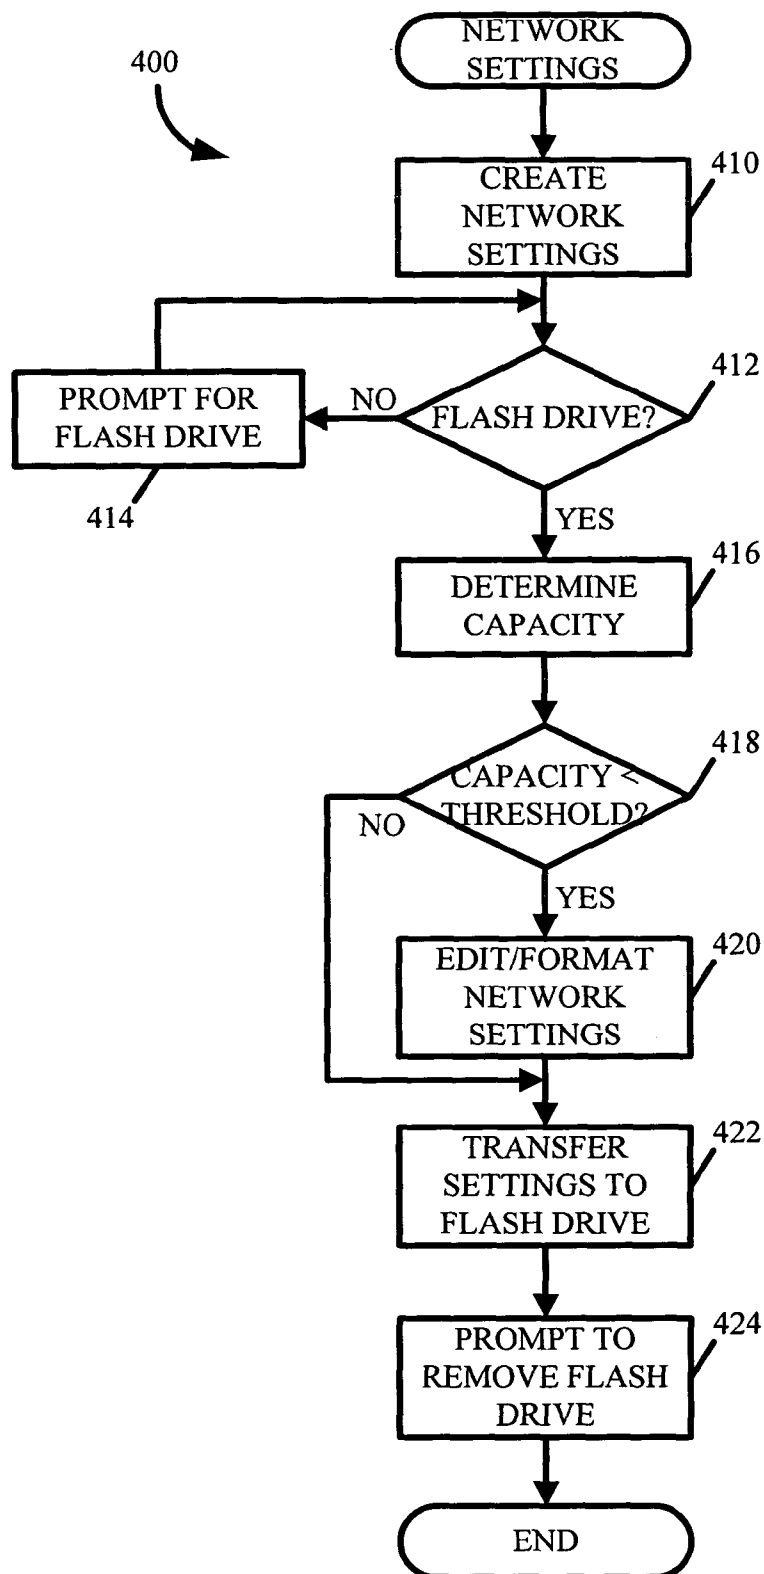 NETWORK
SETTINGS
400
410
CREATE
NETWORK
SETTINGS
412
PROMPT FOR
FLASH DRIVE
NO
FLASH DRIVE?
414
YES
416
DETERMINE
CAPACITY
418
CAPACITY <
THRESHOLD?
NO
YES
420
EDIT/FORMAT
NETWORK
SETTINGS
422
TRANSFER
SETTINGS TO
FLASH DRIVE
424
PROMPT TO
REMOVE FLASH
DRIVE
END